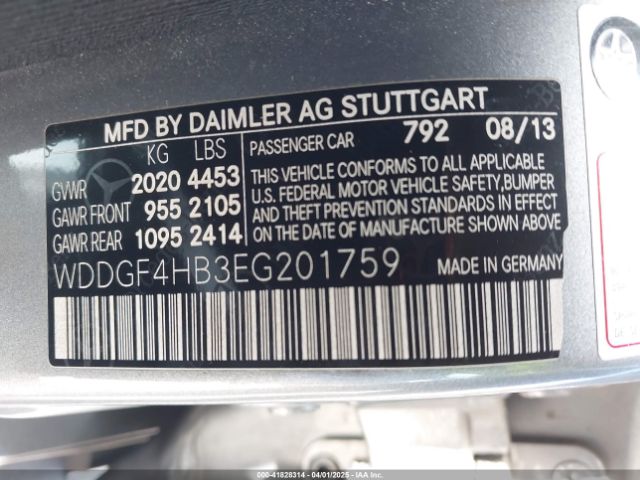 MFD BY DAIMLER AG STUTTGART
KG LBS PASSENGER CAR 792 08/13
GVWR 2020 4453
GAWR FRONT 955 2105
GAWR REAR 1095 2414
THIS VEHICLE CONFORMS TO ALL APPLICABLE
U.S. FEDERAL MOTOR VEHICLE SAFETY,BUMPER
AND THEFT PREVENTION STANDARDS IN EFFECT
ON THE DATE OF MANUFACTURE SHOWN ABOVE.
WDDGF4HB3EG201759 MADE IN GERMANY
000-41828314 - 04/01/2025 - IAAI.COM